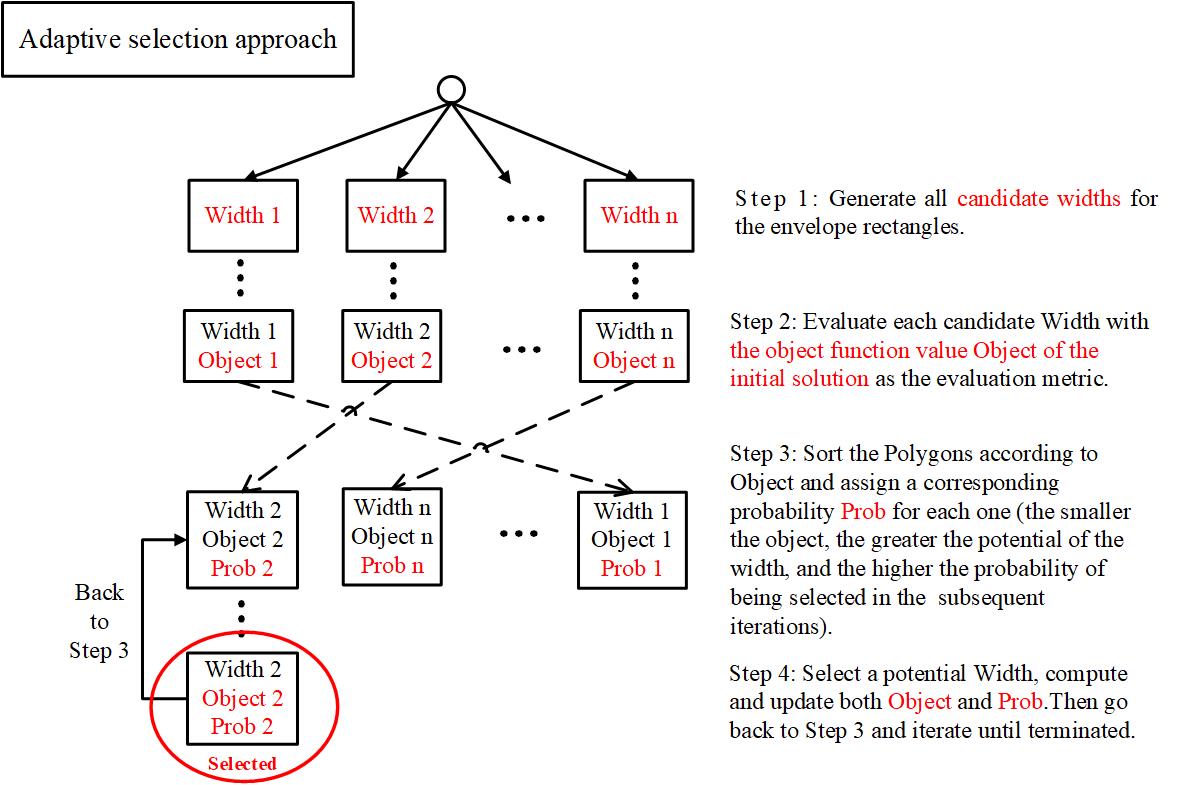 Adaptive selection approach
Width 1
Width 2
Width n
Step 1: Generate all candidate widths for
the envelope rectangles.
Width 1
Object 1
Width 2
Object 2
Width n
Object n
Step 2: Evaluate each candidate Width with
the object function value Object of the
initial solution as the evaluation metric.
Width 2
Object 2
Prob 2
Width n
Object n
Prob n
Width 1
Object 1
Prob 1
Step 3: Sort the Polygons according to
Object and assign a corresponding
probability Prob for each one (the smaller
the object, the greater the potential of the
width, and the higher the probability of
being selected in the subsequent
iterations).
Back
to
Step 3
Width 2
Object 2
Prob 2
Selected
Step 4: Select a potential Width, compute
and update both Object and Prob.Then go
back to Step 3 and iterate until terminated.